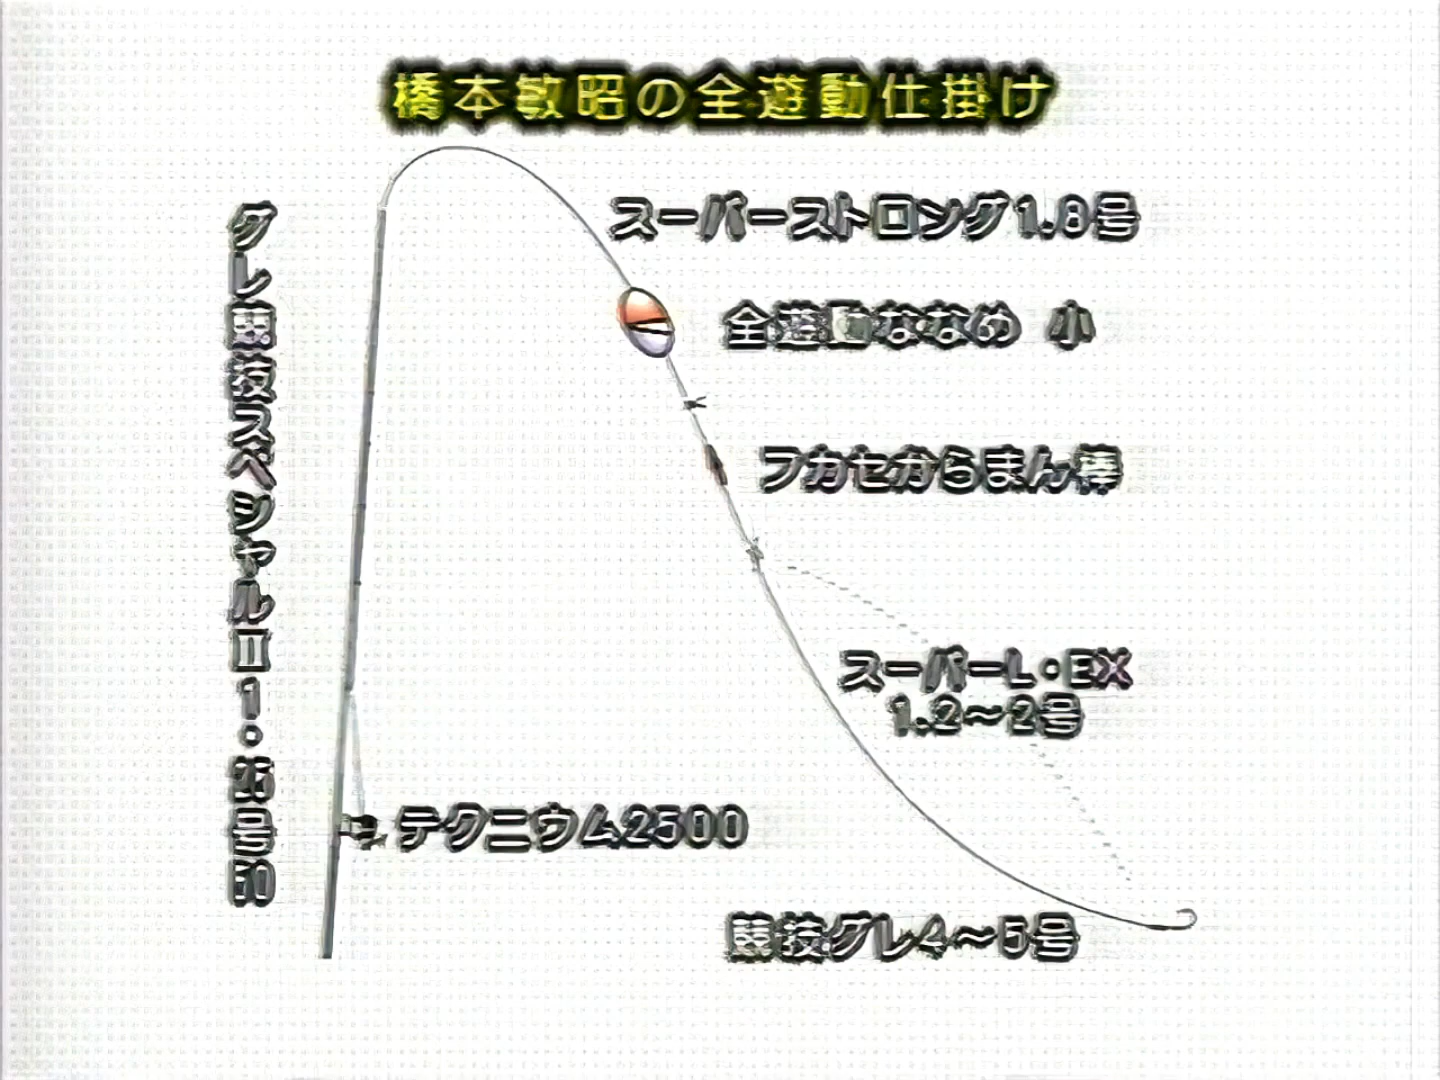 橋本敏昭の全遊動仕掛け
スーパーストロング1.8号
グレ競技スペシャルⅡ1.25号50
全遊動ななめ 小
フカセからまん棒
スーパーL・EX
1.2～2号
テクニウム2500
競技グレ4～5号